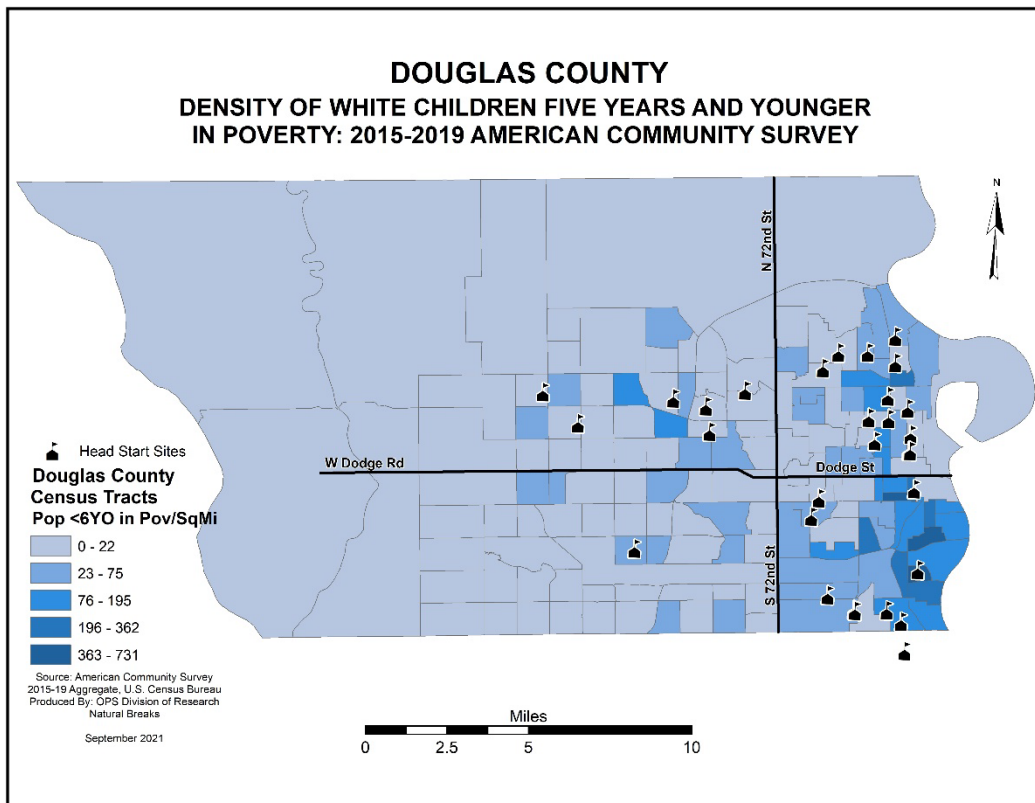 DOUGLAS COUNTY
DENSITY OF WHITE CHILDREN FIVE YEARS AND YOUNGER
IN POVERTY: 2015-2019 AMERICAN COMMUNITY SURVEY
N
N 72nd St
W Dodge Rd
Dodge St
S 72nd St
Head Start Sites
Douglas County
Census Tracts
Pop <6YO in Pov/SqMi
0 - 22
23 - 75
76 - 195
196 - 362
363 - 731
Source: American Community Survey
2015-19 Aggregate, U.S. Census Bureau
Produced By: OPS Division of Research
Natural Breaks
September 2021
Miles
0 2.5 5 10